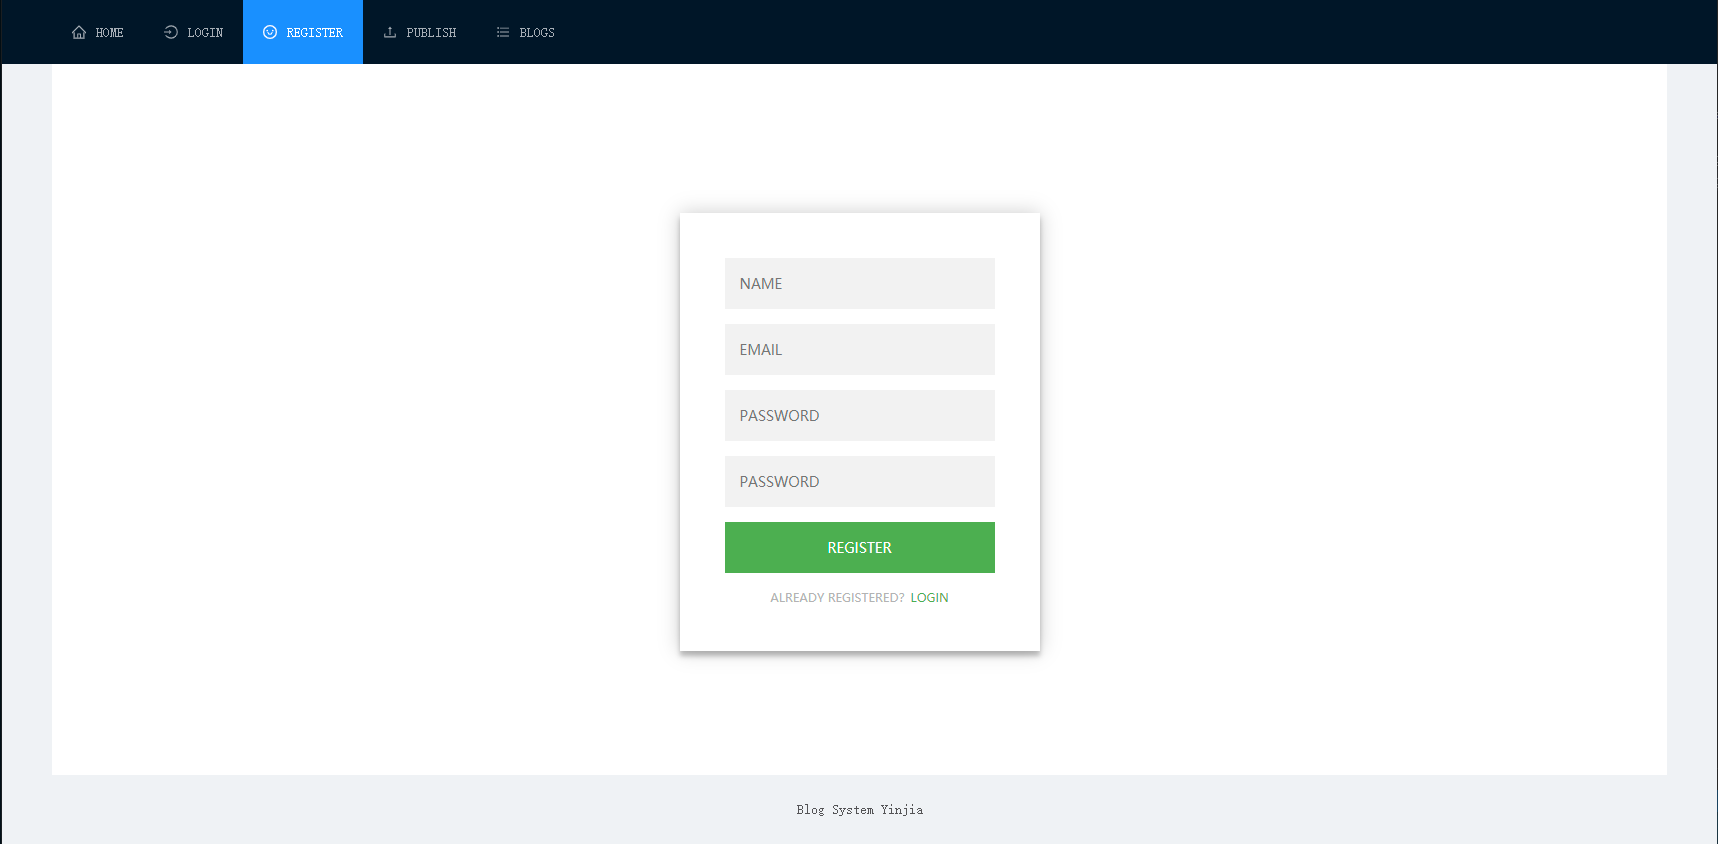 HOME LOGIN REGISTER PUBLISH BLOGS
NAME
EMAIL
PASSWORD
PASSWORD
REGISTER
ALREADY REGISTERED? LOGIN
Blog System Yinjia